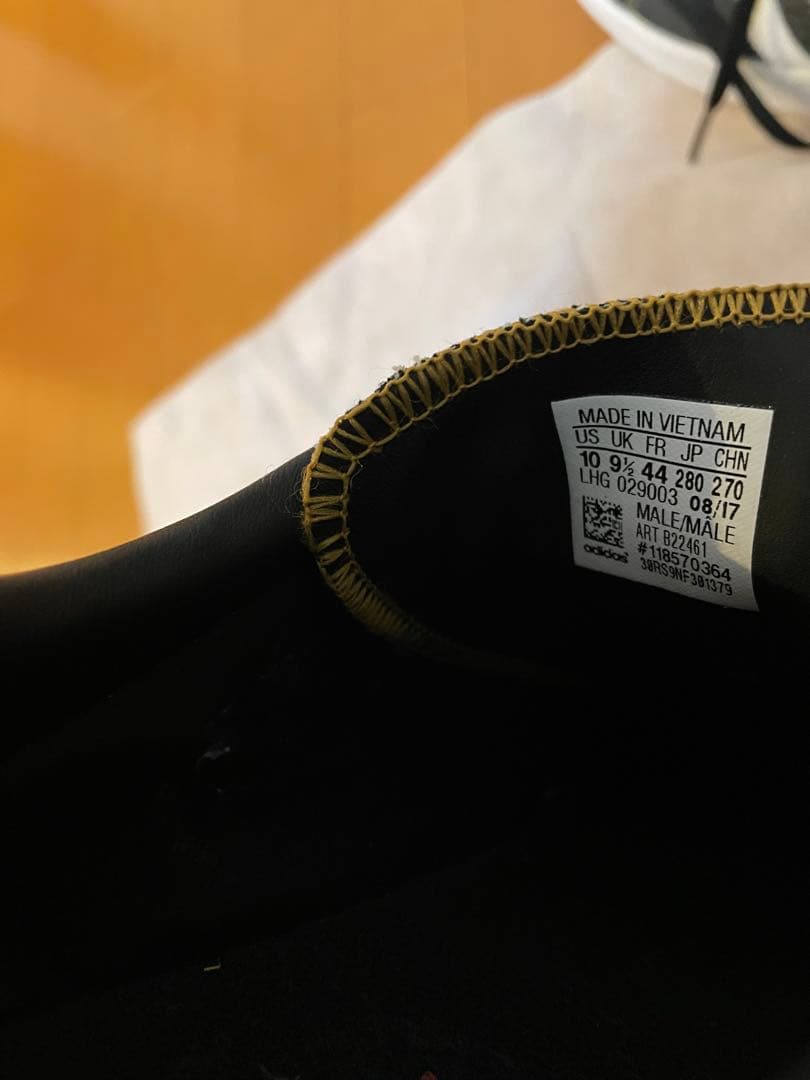 MADE IN VIETNAM
US UK FR JP CHN
10 9½ 44 280 270
LHG 029003 08/17
MALE/MÂLE
ART B22461
#118570364
adidas 30RS9NF301379